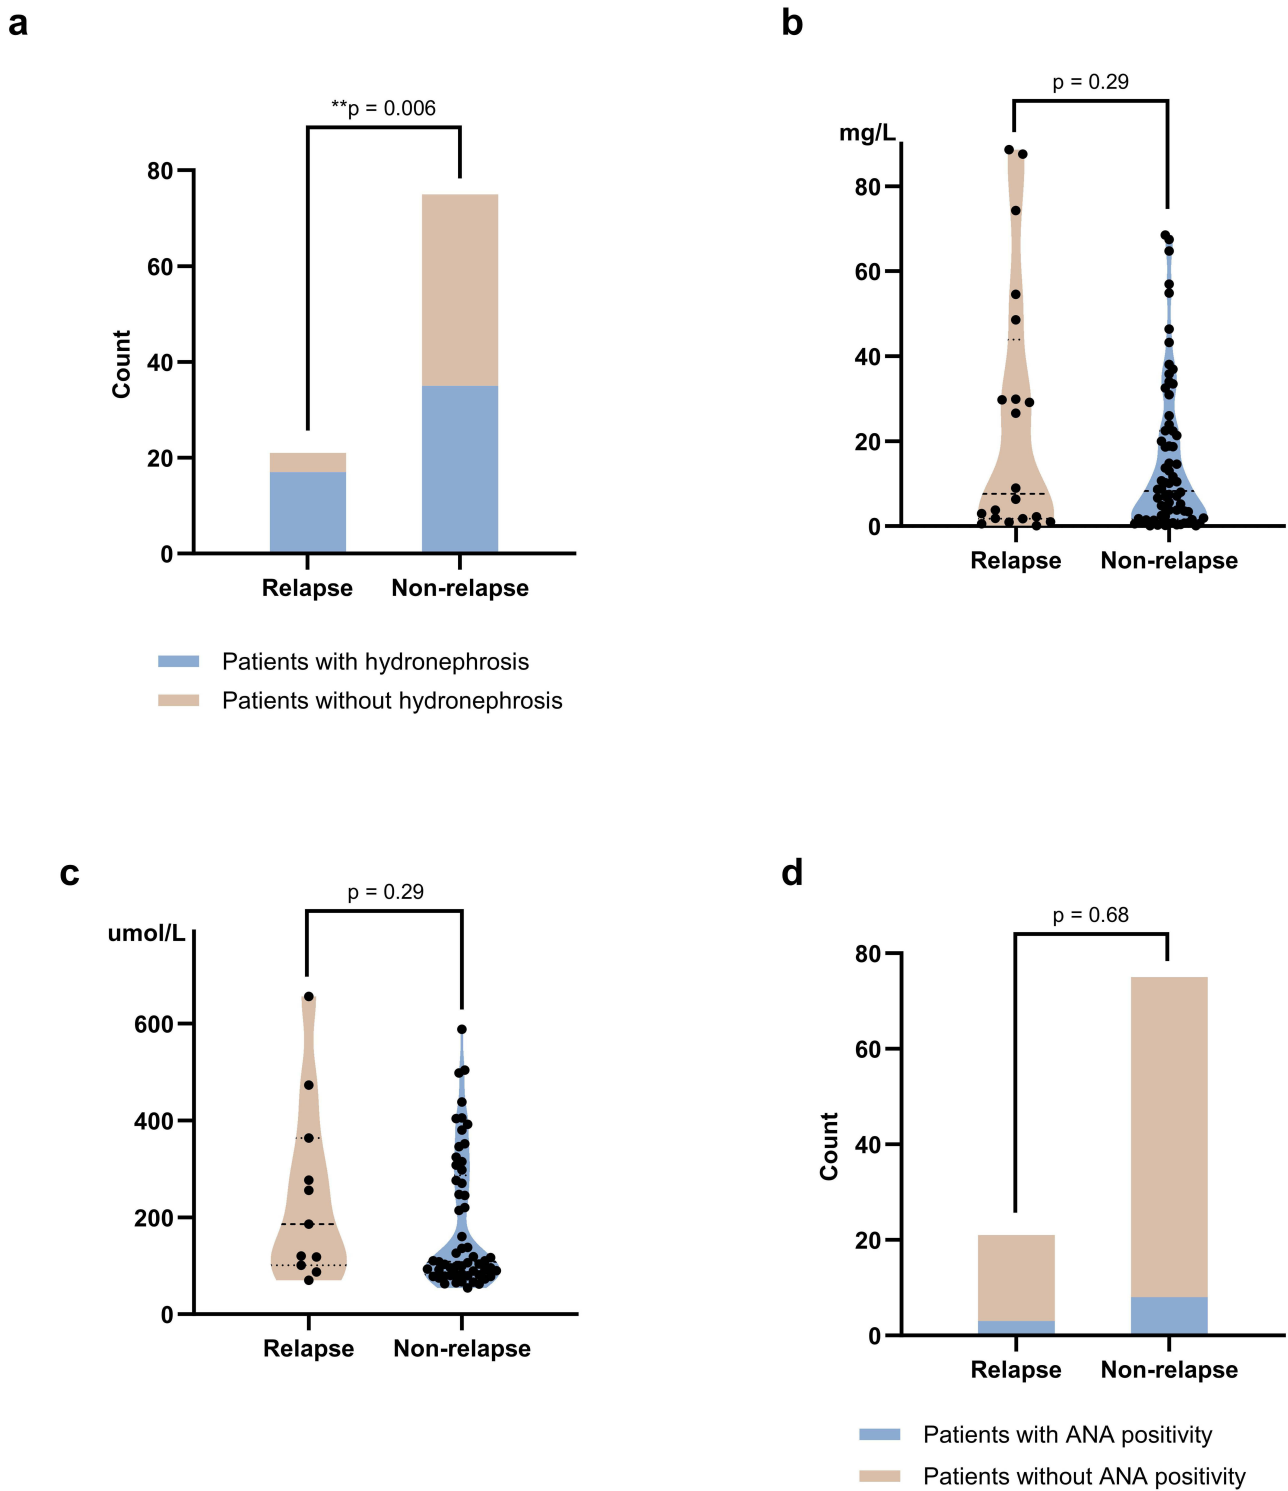 a
**p = 0.006
80
60
40
20
0
Count
Relapse
Non-relapse
Patients with hydronephrosis
Patients without hydronephrosis
b
p = 0.29
mg/L
80
60
40
20
0
Relapse
Non-relapse
c
p = 0.29
umol/L
600
400
200
0
Relapse
Non-relapse
d
p = 0.68
80
60
40
20
0
Count
Relapse
Non-relapse
Patients with ANA positivity
Patients without ANA positivity